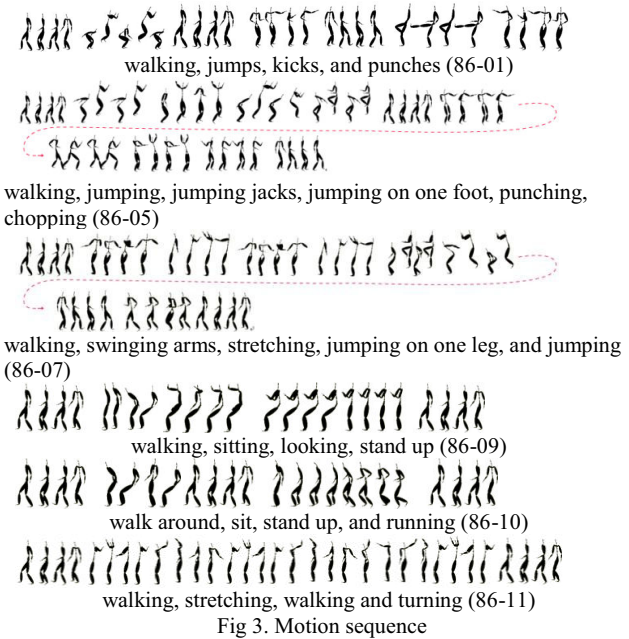 walking, jumps, kicks, and punches (86-01)
walking, jumping, jumping jacks, jumping on one foot, punching,
chopping (86-05)
walking, swinging arms, stretching, jumping on one leg, and jumping
(86-07)
walking, sitting, looking, stand up (86-09)
walk around, sit, stand up, and running (86-10)
walking, stretching, walking and turning (86-11)
Fig 3. Motion sequence